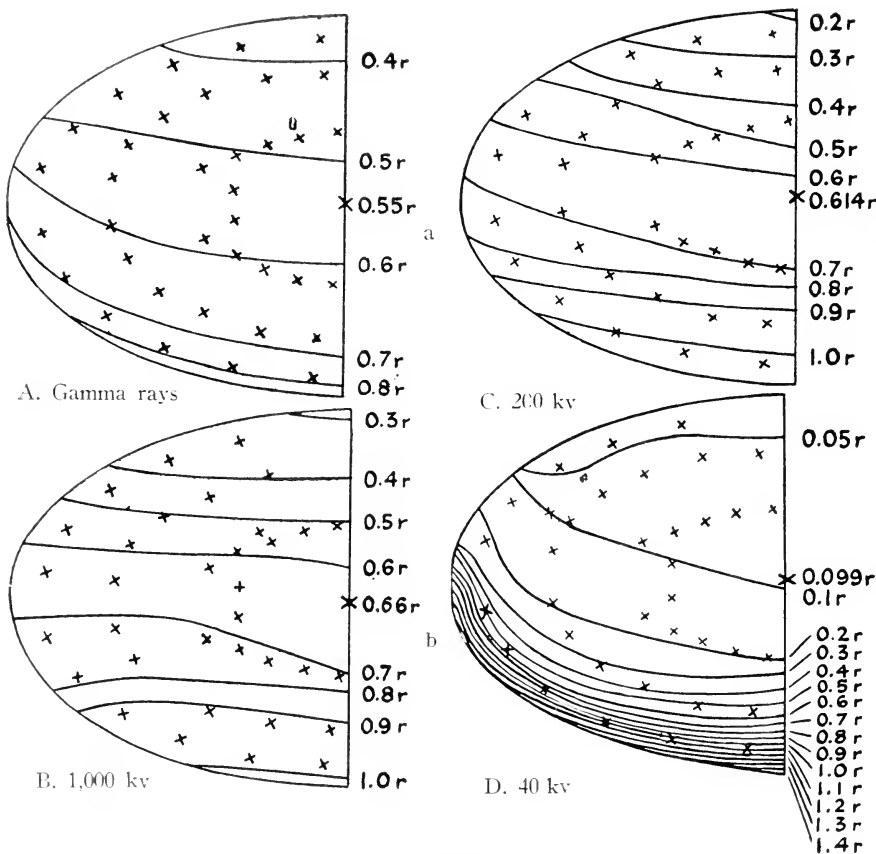 0.4r
0.5r
0.55r
0.6r
0.7r
0.8r
A. Gamma rays
a
0.2r
0.3r
0.4r
0.5r
0.6r
0.614r
0.7r
0.8r
0.9r
1.0r
C. 200 kv
0.3r
0.4r
0.5r
0.6r
0.66r
0.7r
0.8r
0.9r
1.0r
B. 1,000 kv
b
0.05r
0.099r
0.1r
0.2r
0.3r
0.4r
0.5r
0.6r
0.7r
0.8r
0.9r
1.0r
1.1r
1.2r
1.3r
1.4r
D. 40 kv